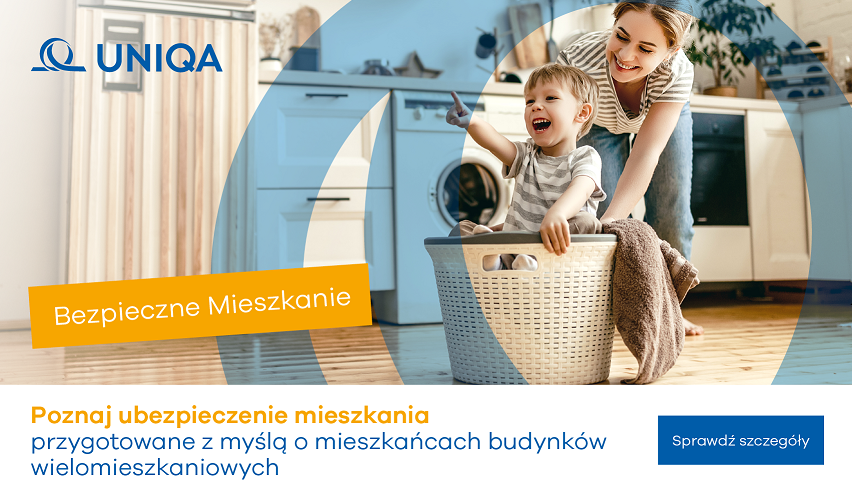 UNIQA
Bezpieczne Mieszkanie
Poznaj ubezpieczenie mieszkania
przygotowane z myślą o mieszkańcach budynków
wielomieszkaniowych
Sprawdź szczegóły